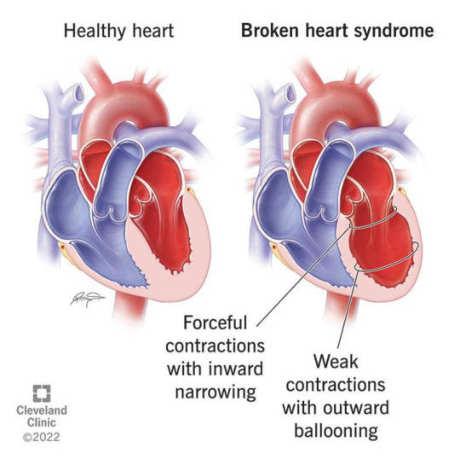 Healthy heart
Broken heart syndrome
Forceful
contractions
with inward
narrowing
Weak
contractions
with outward
ballooning
Cleveland
Clinic
©2022